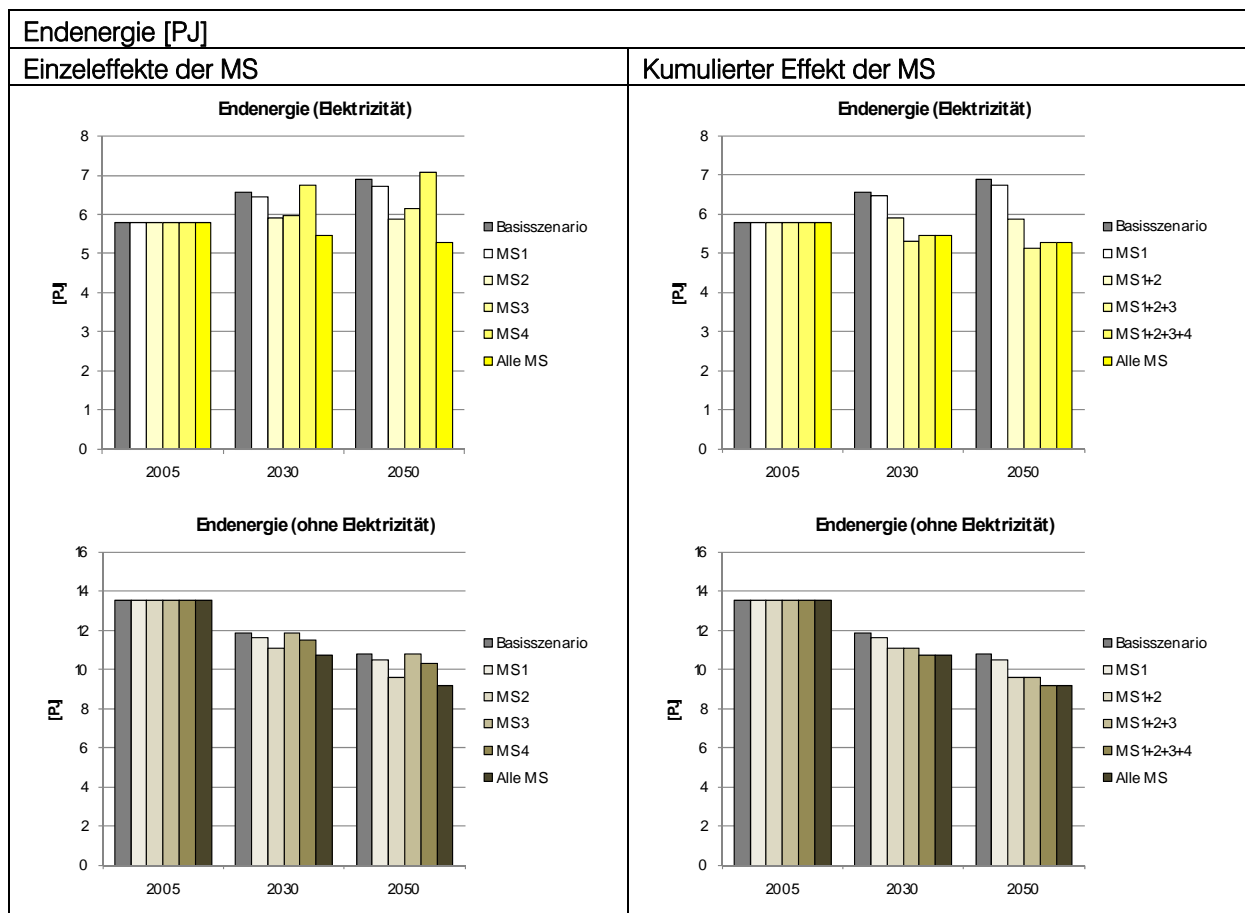 Endenergie [PJ]
Einzeleffekte der MS
Kumulierter Effekt der MS
Endenergie (Elektrizität)
[PJ]
8
7
6
5
4
3
2
1
0
2005
2030
2050
Basisszenario
MS1
MS2
MS3
MS4
Alle MS
Endenergie (Elektrizität)
[PJ]
8
7
6
5
4
3
2
1
0
2005
2030
2050
Basisszenario
MS1
MS1+2
MS1+2+3
MS1+2+3+4
Alle MS
Endenergie (ohne Elektrizität)
[PJ]
16
14
12
10
8
6
4
2
0
2005
2030
2050
Basisszenario
MS1
MS2
MS3
MS4
Alle MS
Endenergie (ohne Elektrizität)
[PJ]
16
14
12
10
8
6
4
2
0
2005
2030
2050
Basisszenario
MS1
MS1+2
MS1+2+3
MS1+2+3+4
Alle MS